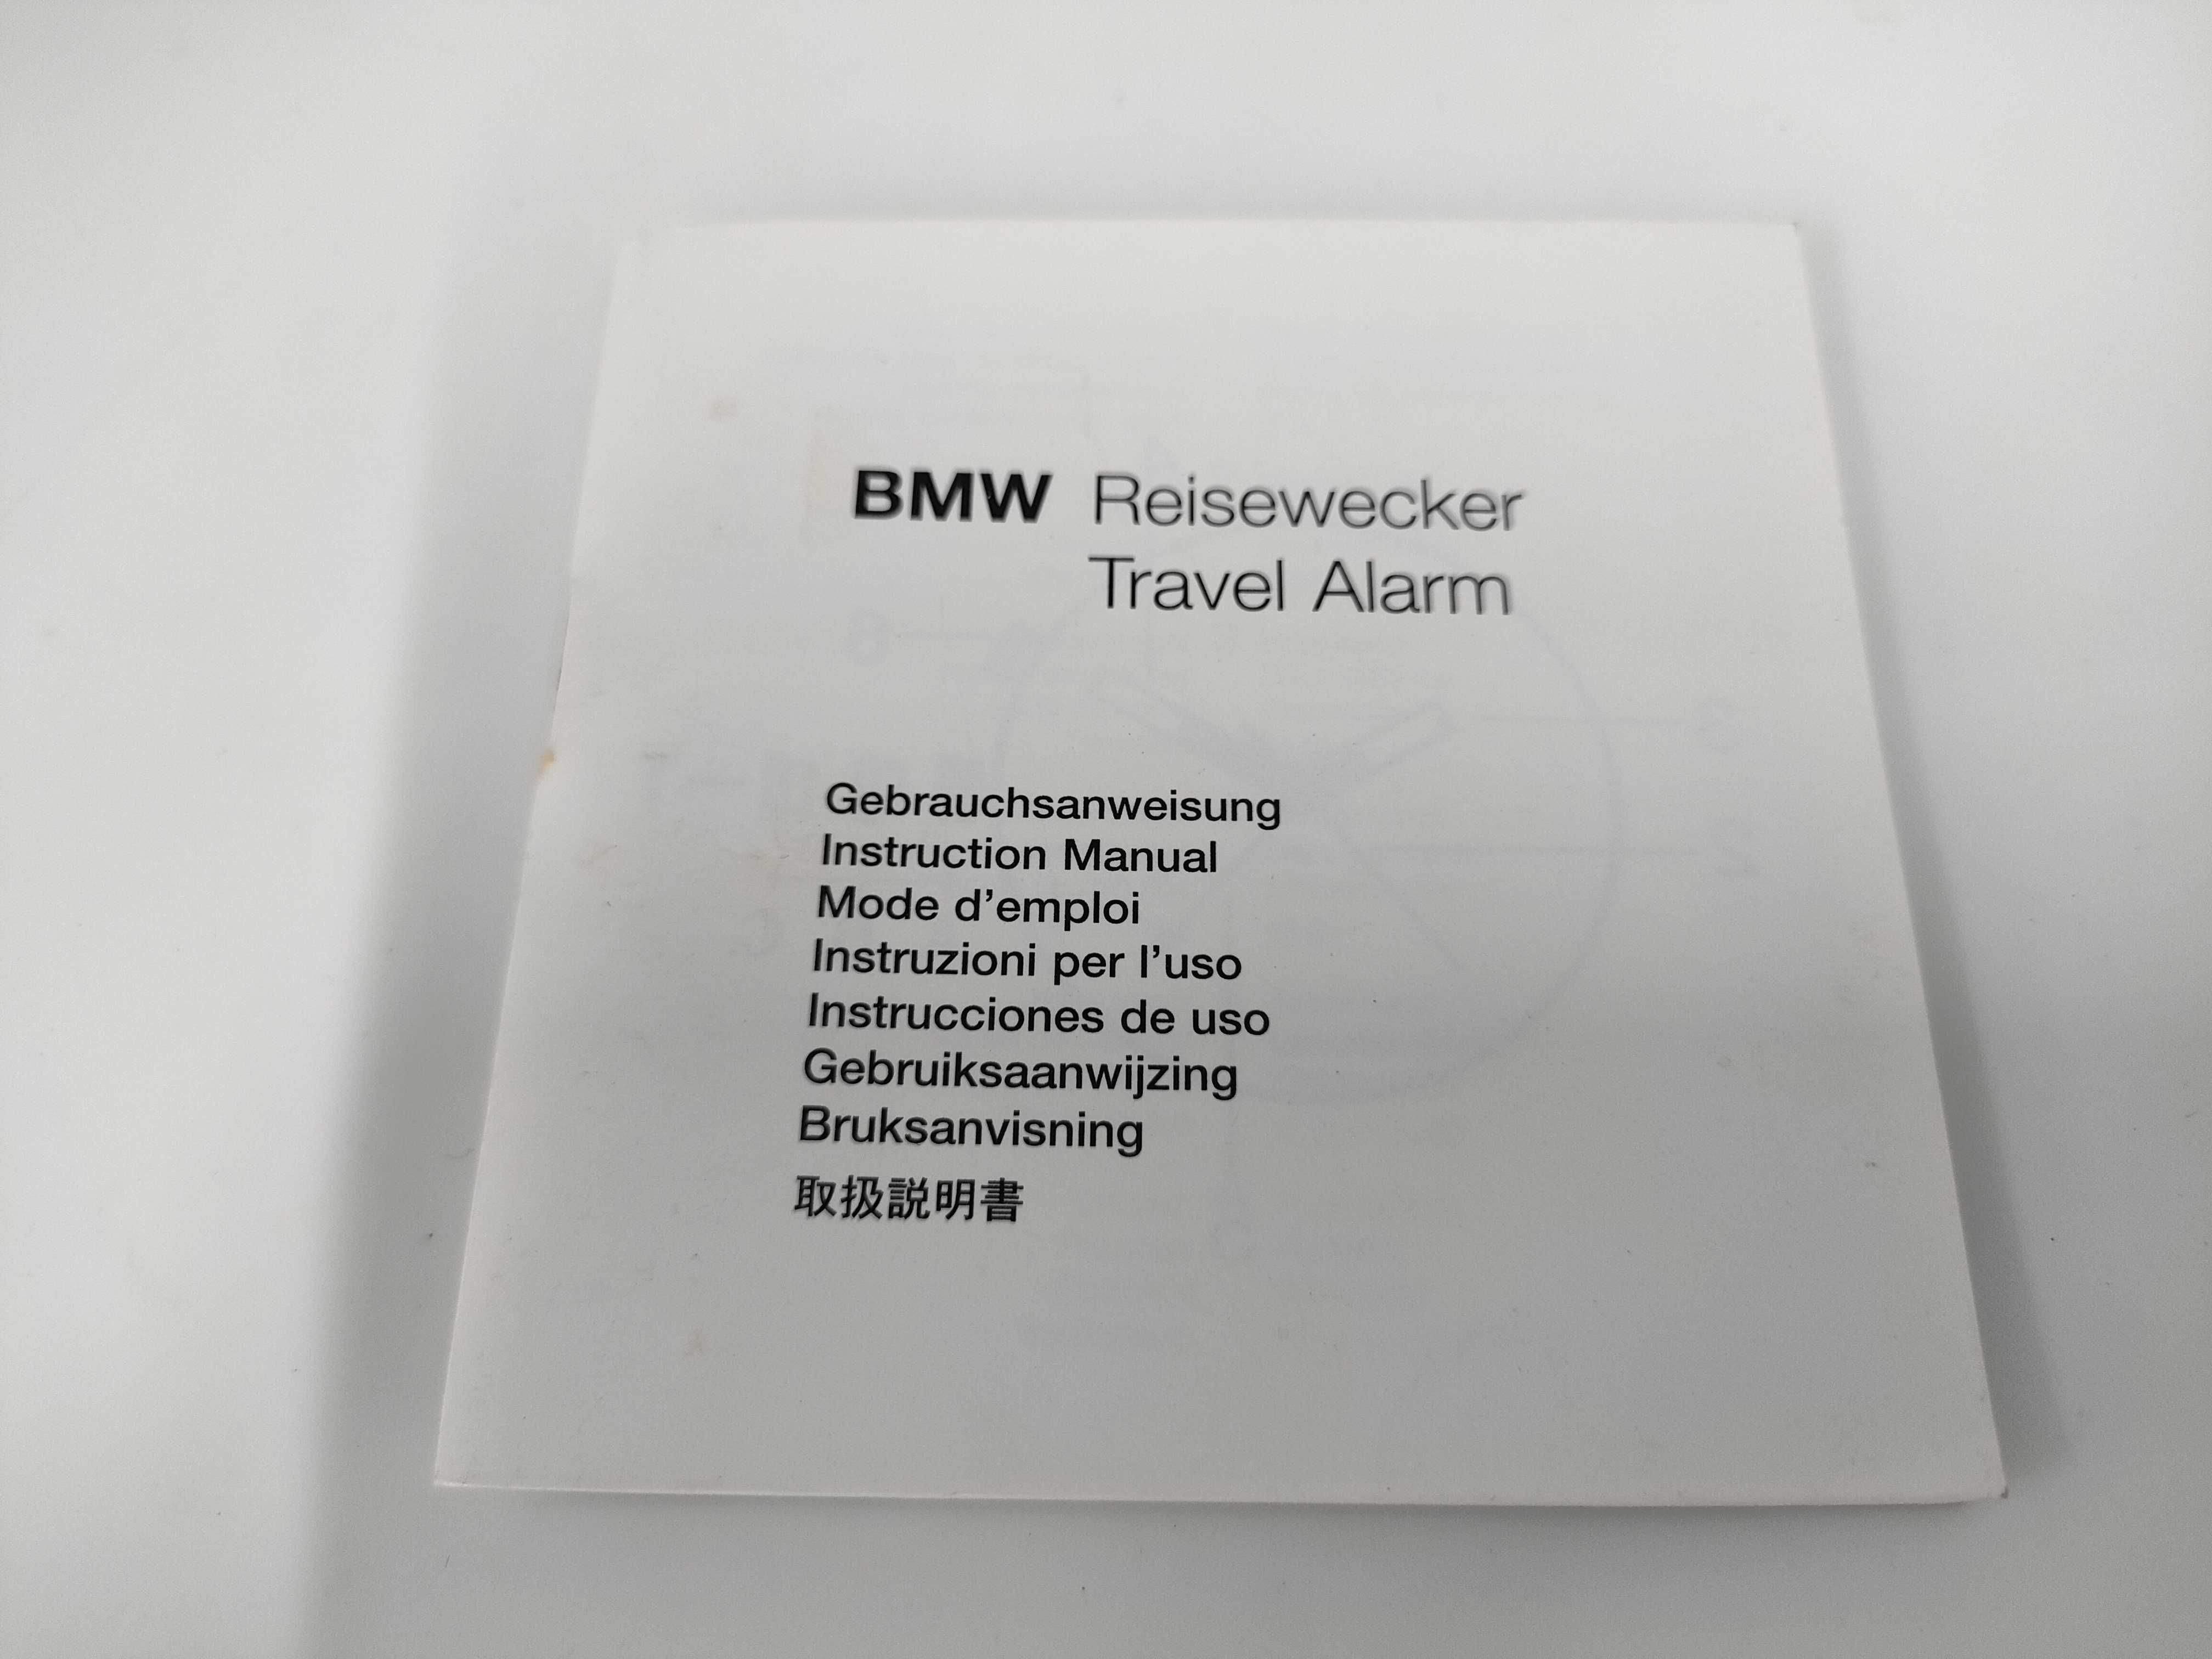 BMW Reisewecker
Travel Alarm
Gebrauchsanweisung
Instruction Manual
Mode d’emploi
Instruzioni per l’uso
Instrucciones de uso
Gebruiksaanwijzing
Bruksanvisning
取扱説明書